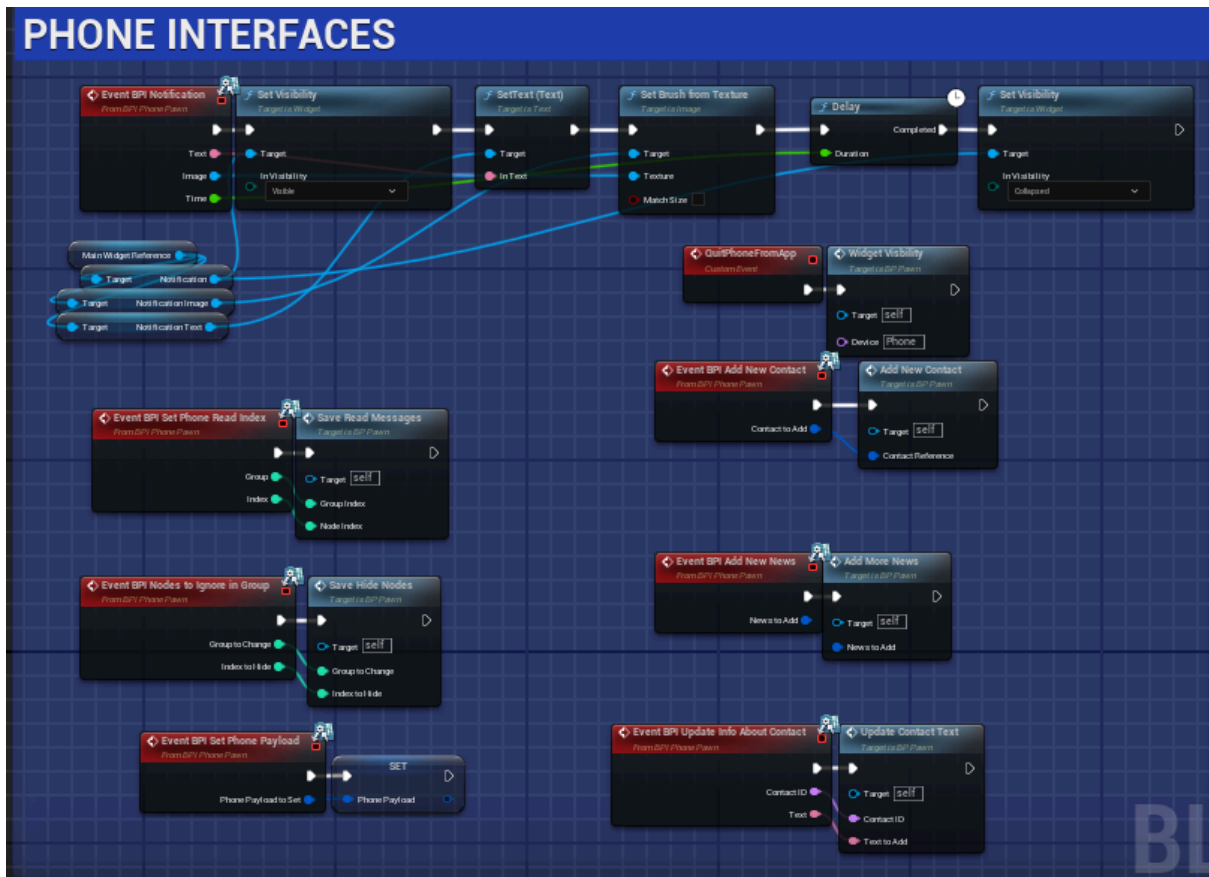 PHONE INTERFACES
Event BPI Notification
From BPI Phone Pawn
Text
Image
Time
Set Visibility
Target is Widget
Target
In Visibility
Visible
SetText (Text)
Target is Text
Target
In Text
Set Brush from Texture
Target is Image
Target
Texture
Match Size
Delay
Completed
Duration
Set Visibility
Target is Widget
Target
In Visibility
Collapsed
Main Widget Reference
Target Notification
Target Notification Image
Target Notification Text
QuitPhoneFromApp
Custom Event
Widget Visbility
Target is BP Pawn
Target self
Device Phone
Event BPI Add New Contact
From BPI Phone Pawn
Contact to Add
Add New Contact
Target is BP Pawn
Target self
Contact Reference
Event BPI Set Phone Read Index
From BPI Phone Pawn
Group
Index
Save Read Messages
Target is BP Pawn
Target self
Group Index
Node Index
Event BPI Add New News
From BPI Phone Pawn
News to Add
Add More News
Target is BP Pawn
Target self
News to Add
Event BPI Nodes to Ignore in Group
From BPI Phone Pawn
Group to Change
Index to Hide
Save Hide Nodes
Target is BP Pawn
Target self
Group to Change
Index to Hide
Event BPI Set Phone Payload
From BPI Phone Pawn
Phone Payload to Set
SET
Phone Payload
Event BPI Update Info About Contact
From BPI Phone Pawn
Contact ID
Text
Update Contact Text
Target is BP Pawn
Target self
Contact ID
Text to Add
BL